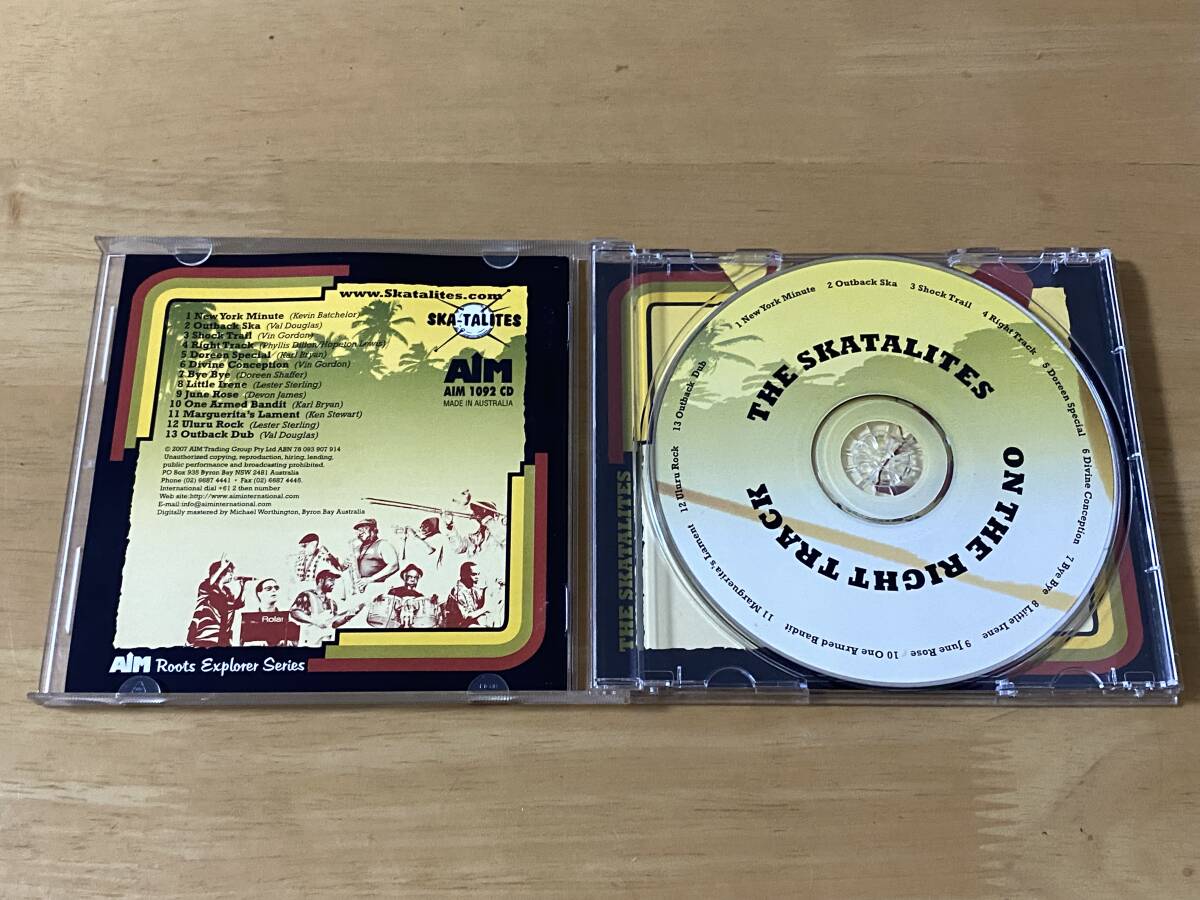 www.Skatalites.com
SKA-TALITES
1 New York Minute (Kevin Batchelor)
2 Outback Ska (Val Douglas)
3 Shock Trail (Vin Gordon)
4 Right Track (Phyllis Dillon/Hopeton Lewis)
5 Doreen Special (Karl Bryan)
6 Divine Conception (Vin Gordon)
7 Bye Bye (Doreen Shaffer)
8 Little Irene (Lester Sterling)
9 June Rose (Devon James)
10 One Armed Bandit (Karl Bryan)
11 Marguerita's Lament (Ken Stewart)
12 Uluru Rock (Lester Sterling)
13 Outback Dub (Val Douglas)
AIM
AIM 1092 CD
MADE IN AUSTRALIA
© 2007 AIM Trading Group Pty Ltd ABN 78 093 907 914
Unauthorized copying, reproduction, hiring, lending,
public performance and broadcasting prohibited.
PO Box 935 Byron Bay NSW 2481 Australia
Phone (02) 6687 4441 • Fax (02) 6687 4446.
International dial +61 2 then number
Web site:http://www.aiminternational.com
E-mail:info@aiminternational.com
Digitally mastered by Michael Worthington, Byron Bay Australia
Rolan
AIM Roots Explorer Series
THE SKATALITES
THE SKATALITES
ON THE RIGHT TRACK
1 New York Minute
2 Outback Ska
3 Shock Trail
4 Right Track
5 Doreen Special
6 Divine Conception
7 Bye Bye
8 Little Irene
9 June Rose
10 One Armed Bandit
11 Marguerita's Lament
12 Uluru Rock
13 Outback Dub